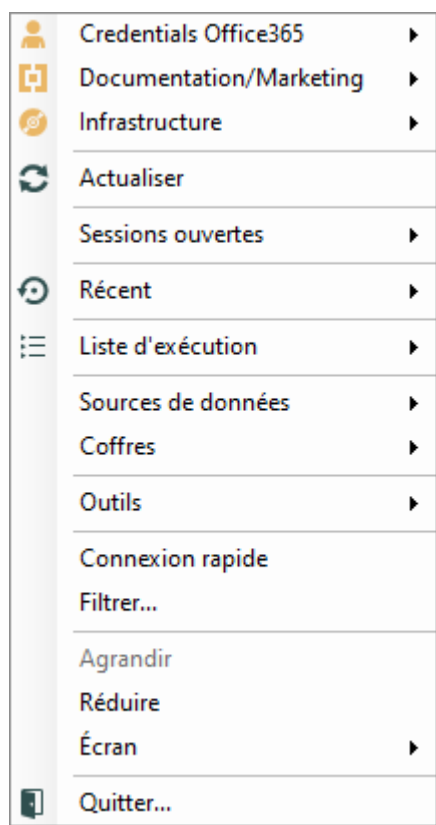 Credentials Office365
Documentation/Marketing
Infrastructure
Actualiser
Sessions ouvertes
Récent
Liste d'exécution
Sources de données
Coffres
Outils
Connexion rapide
Filtrer...
Agrandir
Réduire
Écran
Quitter...